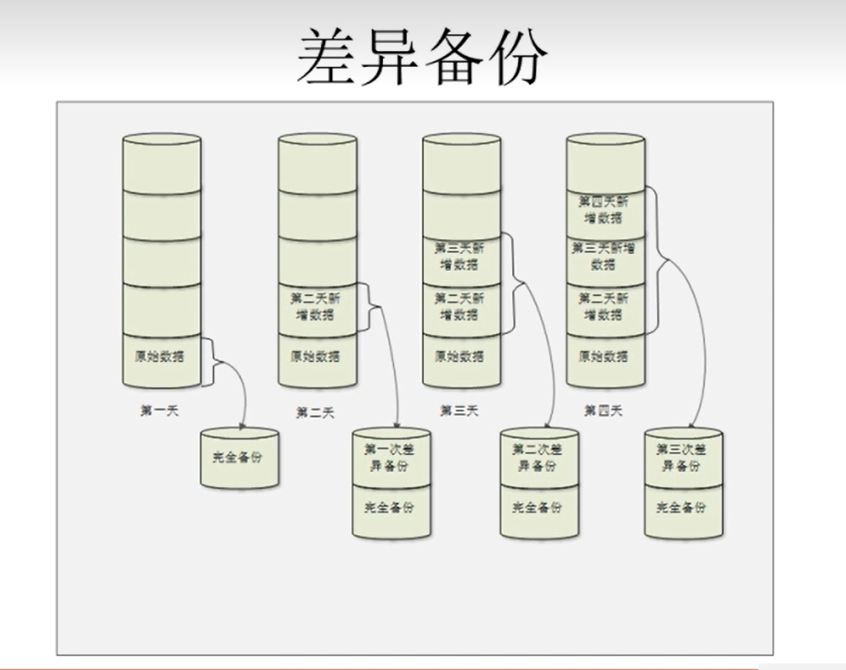 差异备份
第四天新
增数据
第三天新
增数据
第三天新增
数据
第二天新
增数据
第二天新
增数据
第二天新
增数据
原始数据
原始数据
原始数据
原始数据
第一天
第二天
第三天
第四天
完全备份
第一次差
异备份
第二次差
异备份
第三次差
异备份
完全备份
完全备份
完全备份